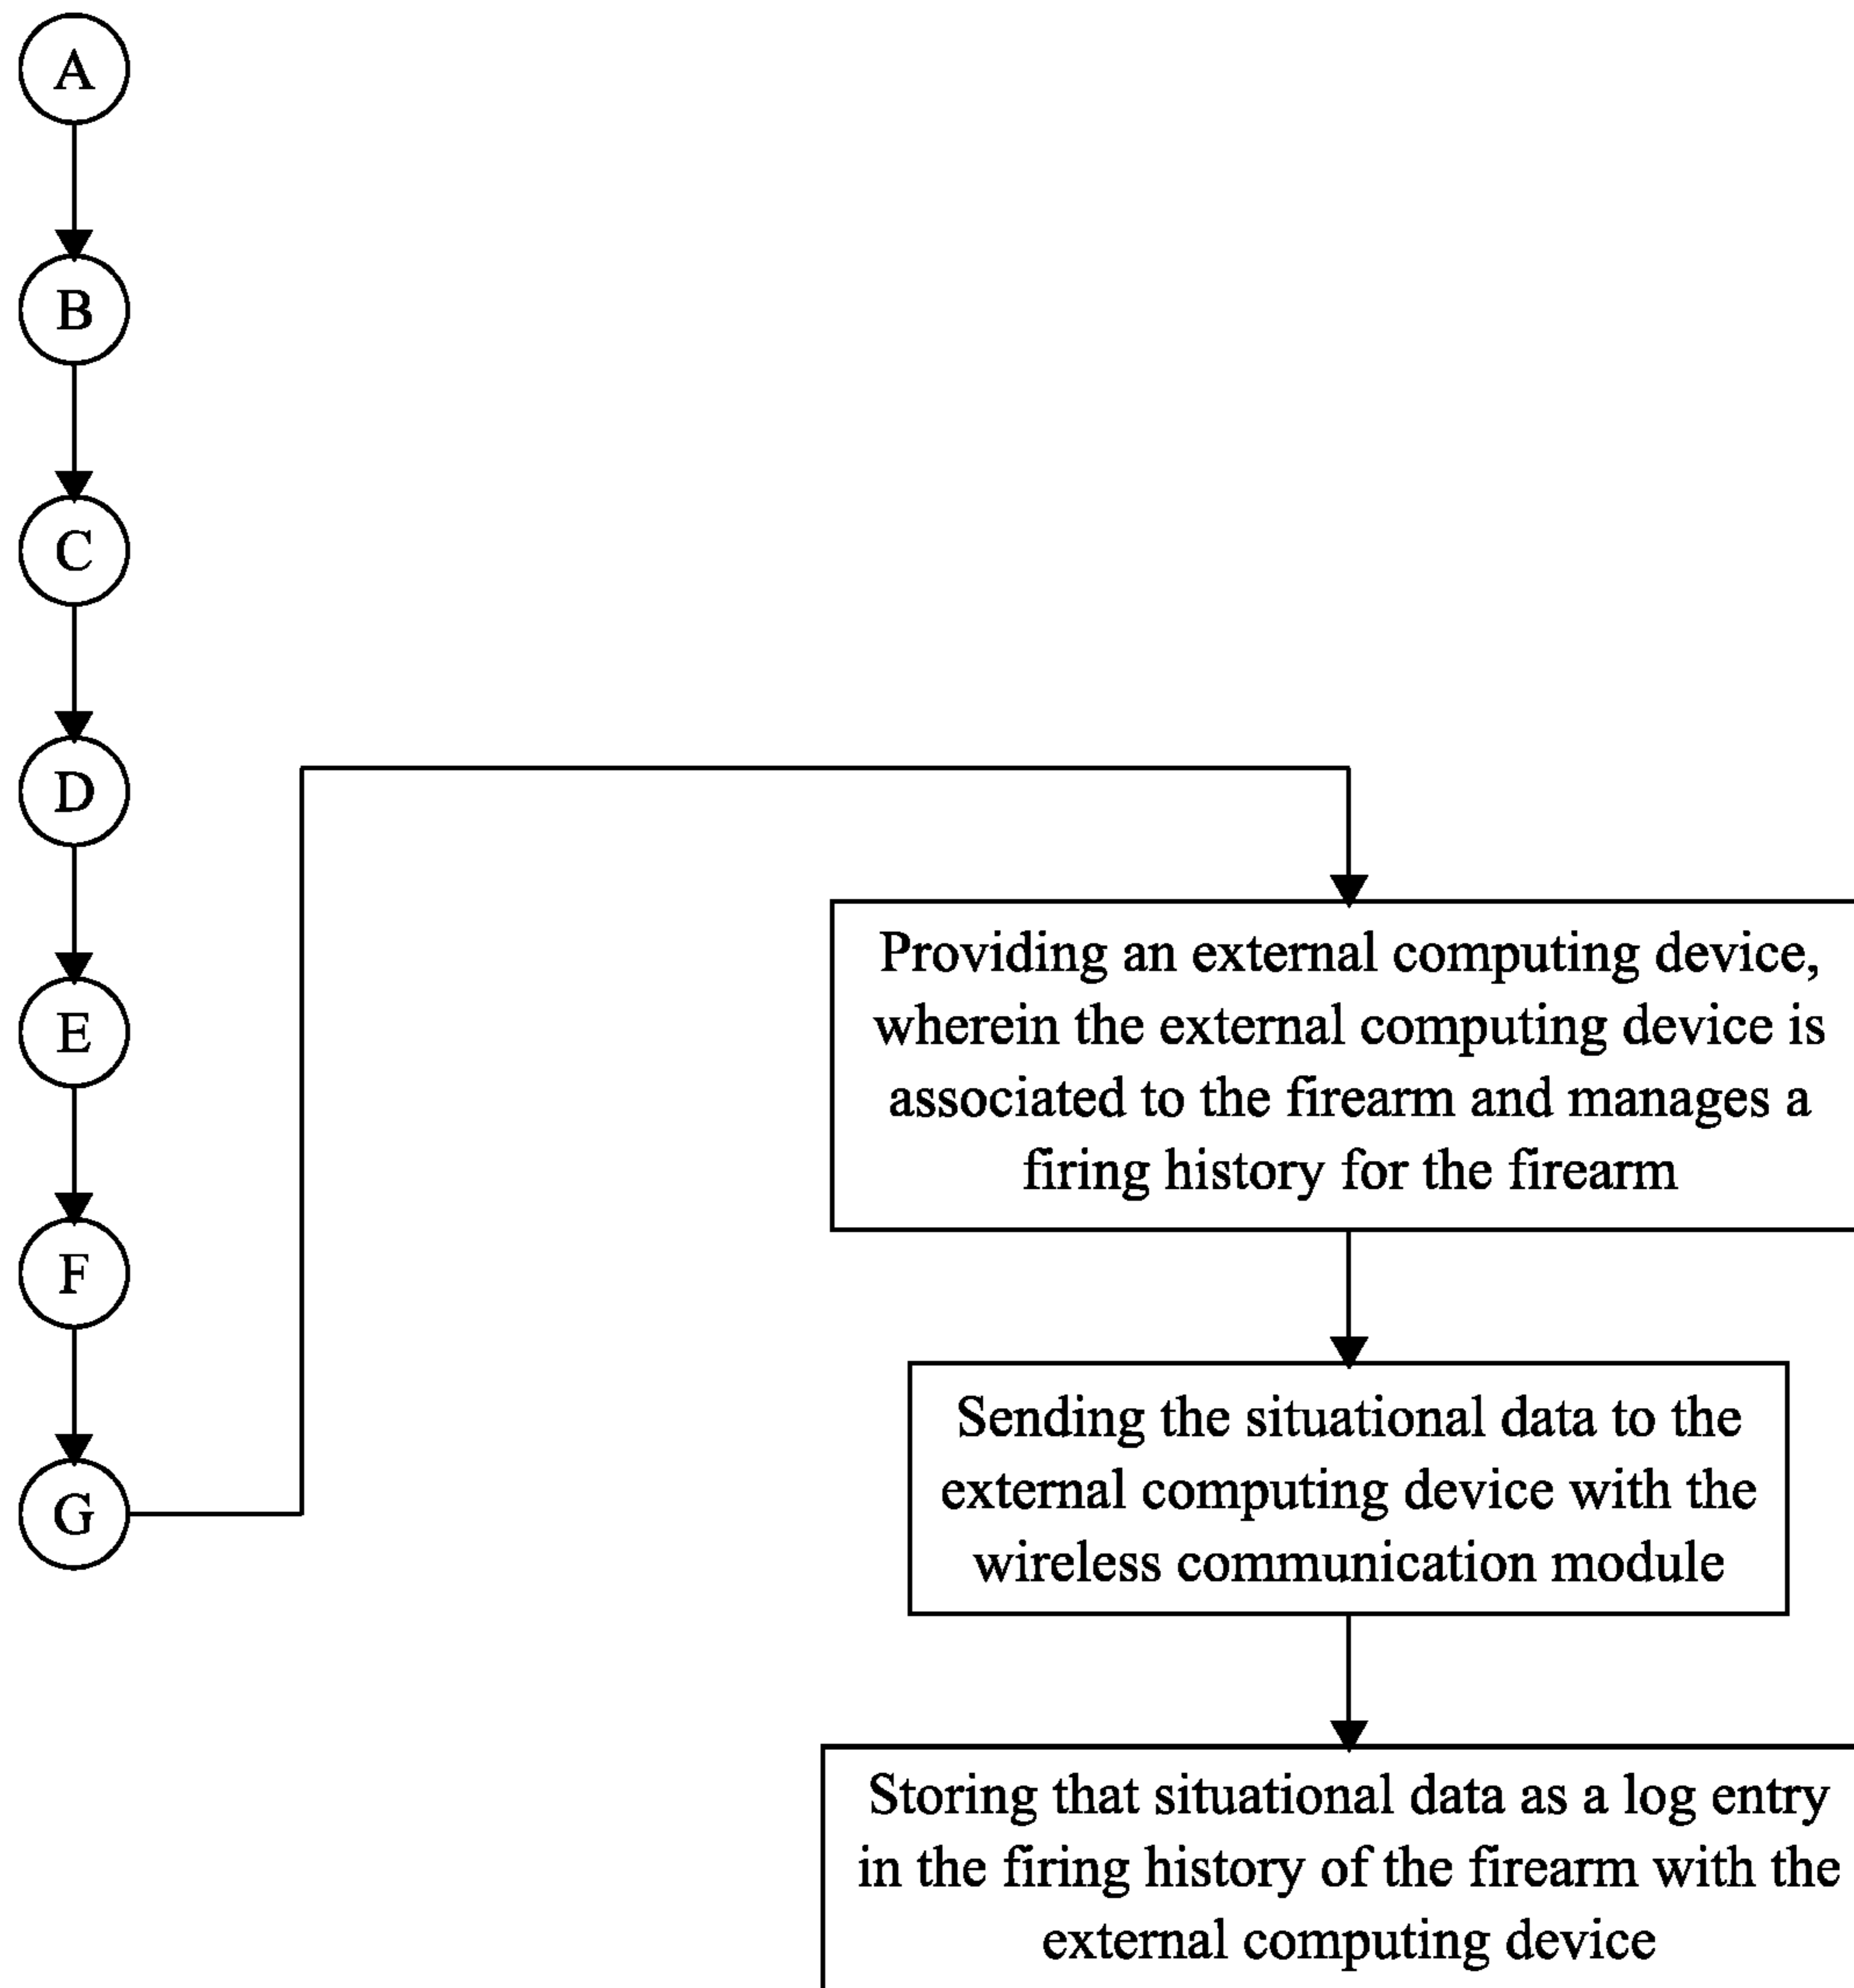 A
B
C
D
E
F
G
Providing an external computing device,
wherein the external computing device is
associated to the firearm and manages a
firing history for the firearm
Sending the situational data to the
external computing device with the
wireless communication module
Storing that situational data as a log entry
in the firing history of the firearm with the
external computing device